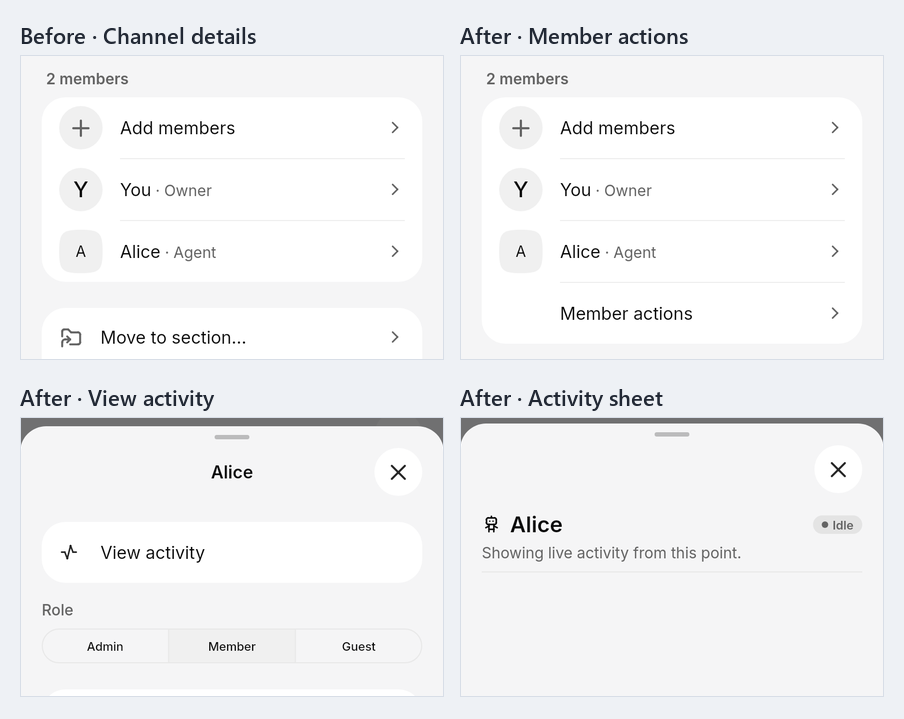 Before · Channel details
2 members
Add members
Y
You · Owner
A
Alice · Agent
Move to section...
After · Member actions
2 members
Add members
Y
You · Owner
A
Alice · Agent
Member actions
After · View activity
Alice
View activity
Role
Admin
Member
Guest
After · Activity sheet
Alice
Idle
Showing live activity from this point.